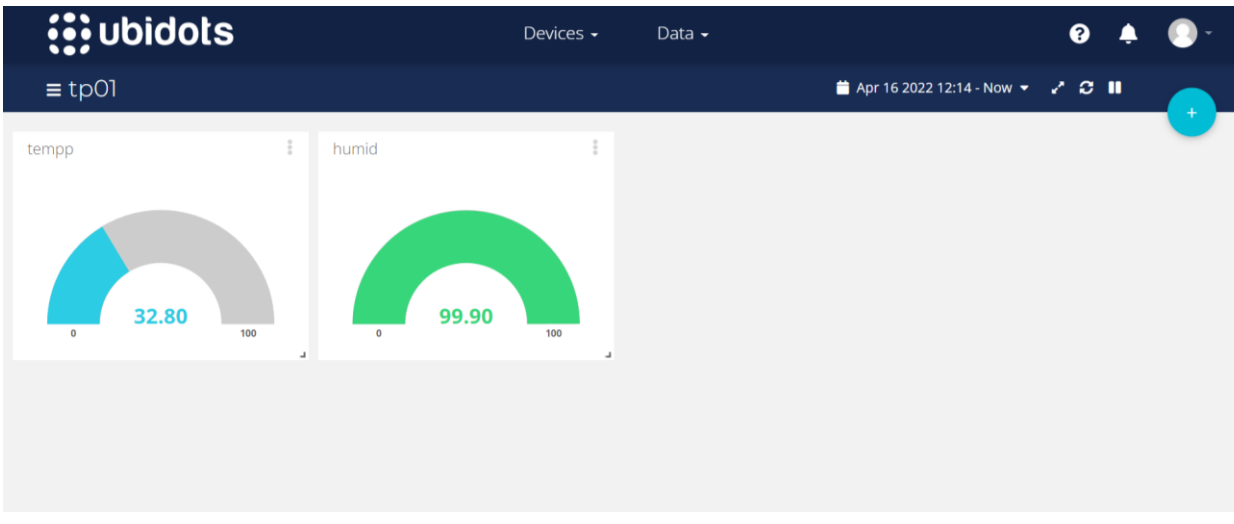 ubidots
Devices
Data
?
tp01
Apr 16 2022 12:14 - Now
+
tempp
humid
32.80
0
100
99.90
0
100